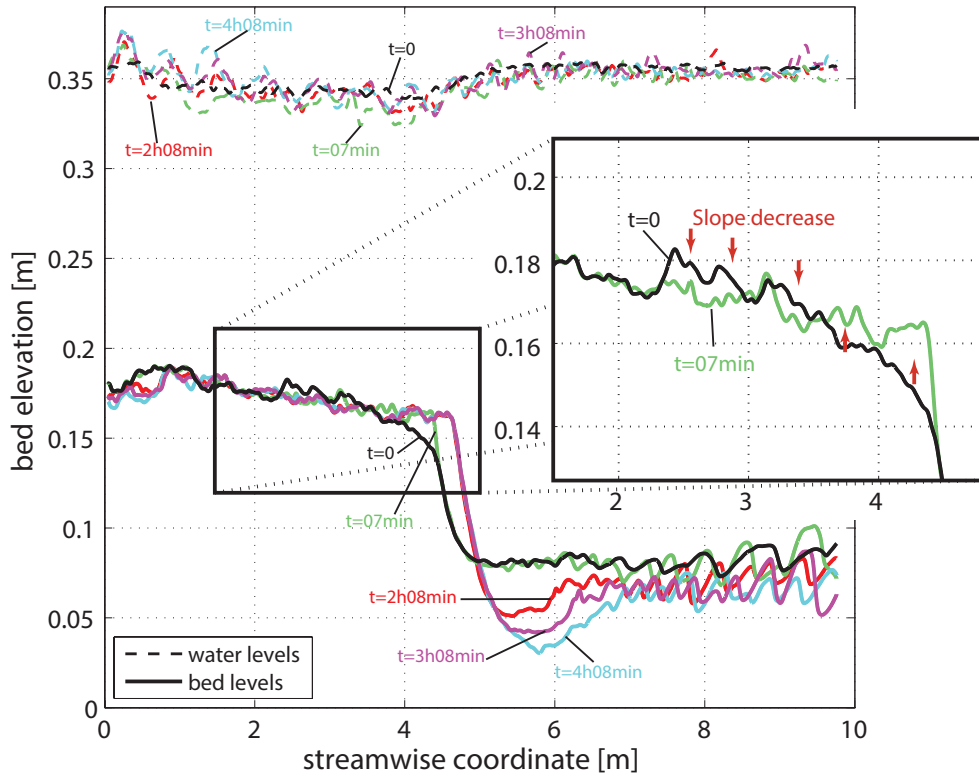 t=4h08min
t=3h08min
t=0
0.35
t=2h08min
t=07min
0.3
0.2
t=0
Slope decrease
0.25
0.18
bed elevation [m]
0.2
t=07min
0.16
0.15
t=0
0.14
2
3
4
t=07min
0.1
t=2h08min
0.05
t=3h08min
t=4h08min
water levels
bed levels
0
0
2
4
6
8
10
streamwise coordinate [m]